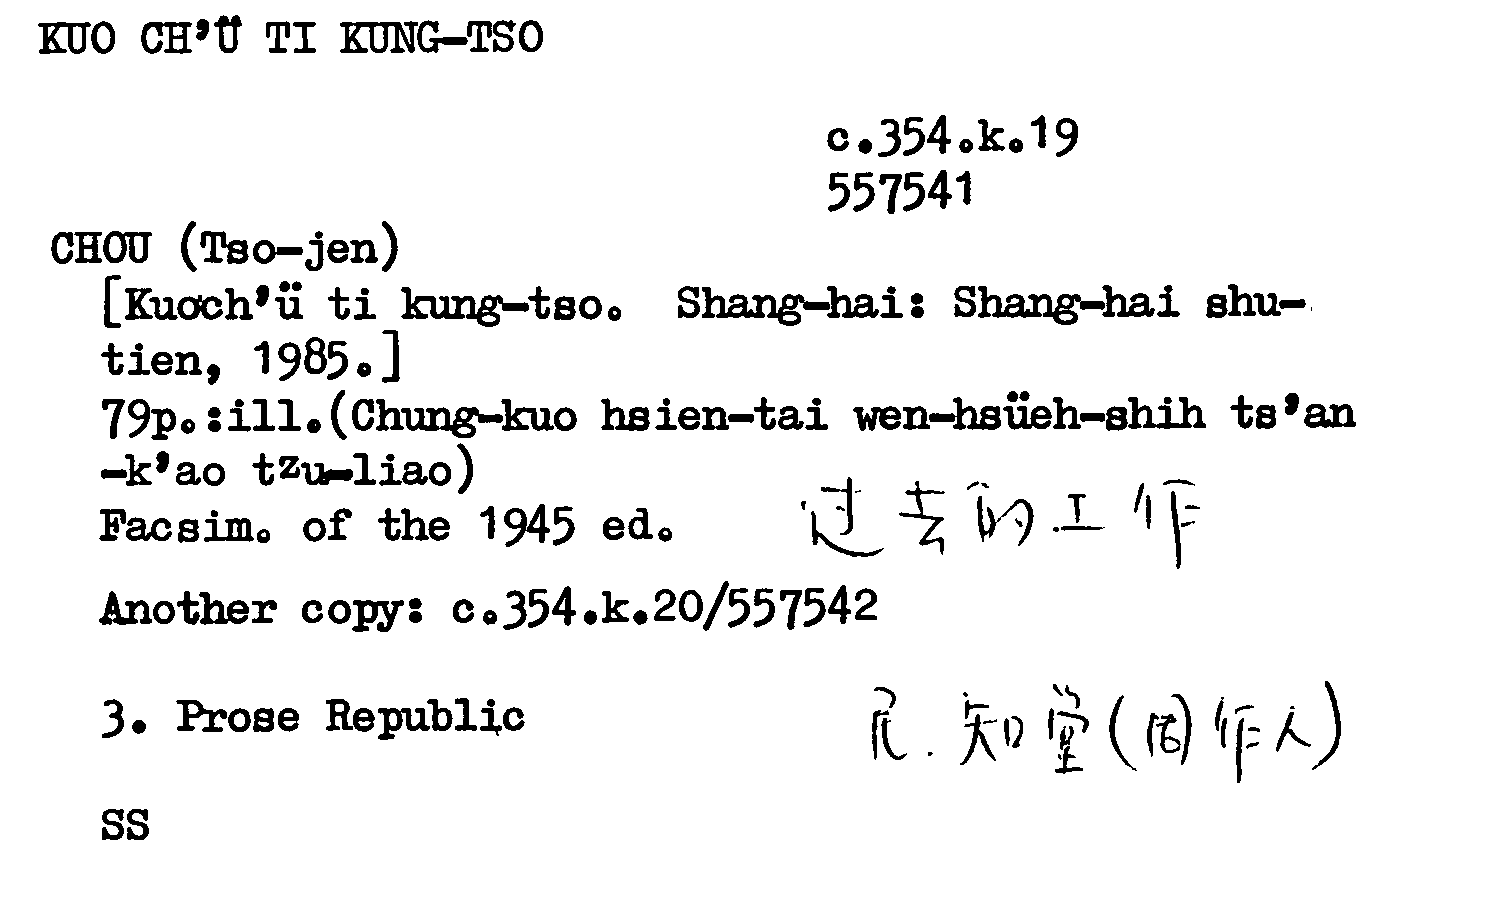 KUO CH'Ü TI KUNG-TSO
c.354.k.19
557541
CHOU (Tso-jen)
[Kuo ch'ü ti kung-tso. Shang-hai: Shang-hai shu-
tien, 1985.]
79p.:ill.(Chung-kuo hsien-tai wen-hsüeh-shih ts'an
-k'ao tzu-liao)
Facsim. of the 1945 ed.
过去的工作
Another copy: c.354.k.20/557542
3. Prose Republic
民.知堂(周作人)
SS